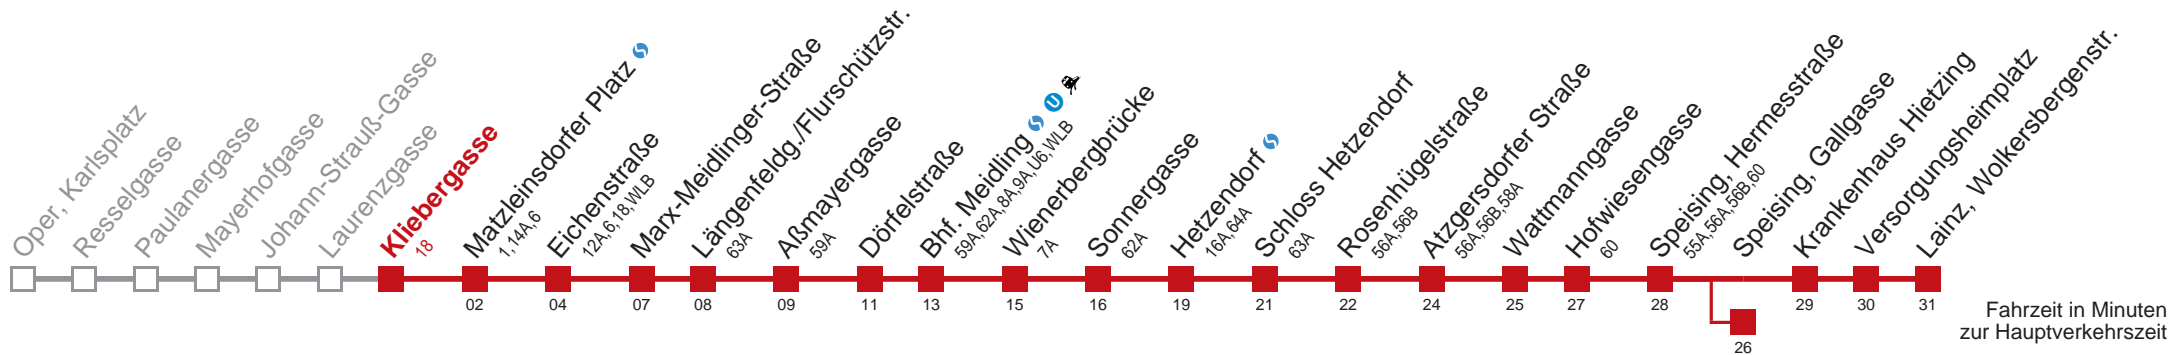 Oper, Karlsplatz
Resselgasse
Paulanergasse
Mayerhofgasse
Johann-Strauß-Gasse
Laurenzgasse
Kliebergasse
18
Matzleinsdorfer Platz
1, 14A, 6
02
Eichenstraße
12A, 6, 18, WLB
04
Marx-Meidlinger-Straße
07
Längenfeldg./Flurschützstr.
63A
08
Aßmayergasse
59A
09
Dörfelstraße
11
Bhf. Meidling U
59A, 62A, 8A, 9A, U6, WLB
13
Wienerbergbrücke
7A
15
Sonnergasse
62A
16
Hetzendorf
16A, 64A
19
Schloss Hetzendorf
63A
21
Rosenhügelstraße
56A, 56B
22
Atzgersdorfer Straße
56A, 56B, 58A
24
Wattmanngasse
25
Hofwiesengasse
60
27
Speising, Hermesstraße
55A, 56A, 56B, 60
28
Speising, Gallgasse
26
Krankenhaus Hietzing
29
Versorgungsheimplatz
30
Lainz, Wolkersbergenstr.
31
Fahrzeit in Minuten
zur Hauptverkehrszeit